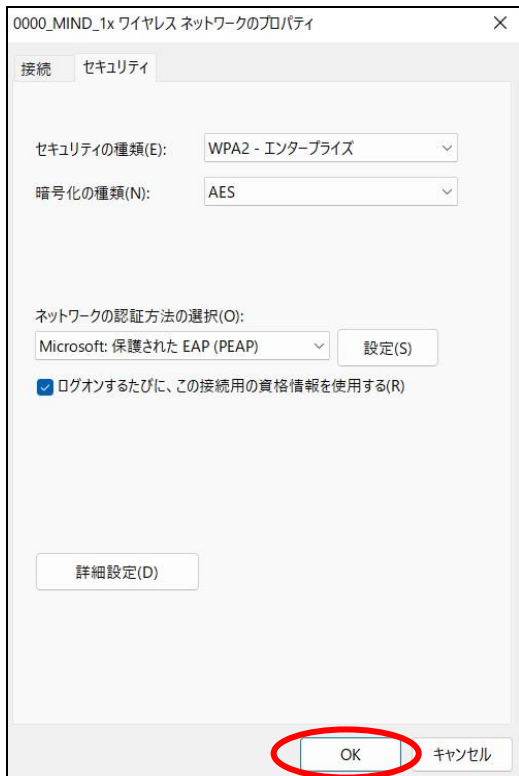 0000_MIND_1x ワイヤレス ネットワークのプロパティ
接続 セキュリティ
セキュリティの種類(E): WPA2 - エンタープライズ
暗号化の種類(N): AES
ネットワークの認証方法の選択(O):
Microsoft: 保護された EAP (PEAP) 設定(S)
ログオンするたびに、この接続用の資格情報を使用する(R)
詳細設定(D)
OK キャンセル